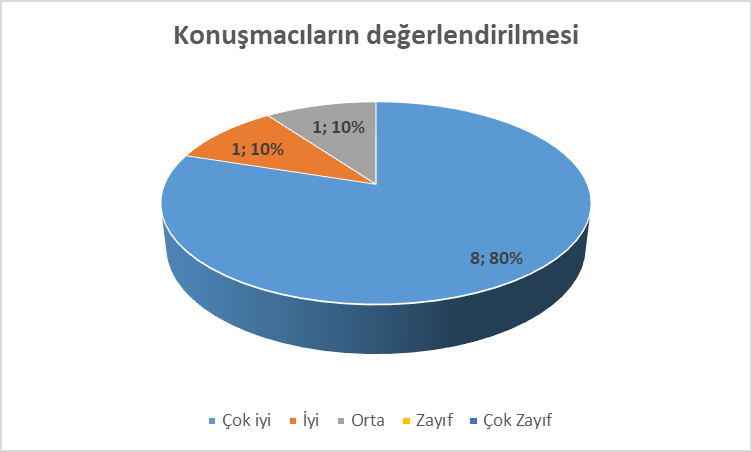 Konuşmacıların değerlendirilmesi
1; 10%
1; 10%
8; 80%
Çok iyi İyi Orta Zayıf Çok Zayıf